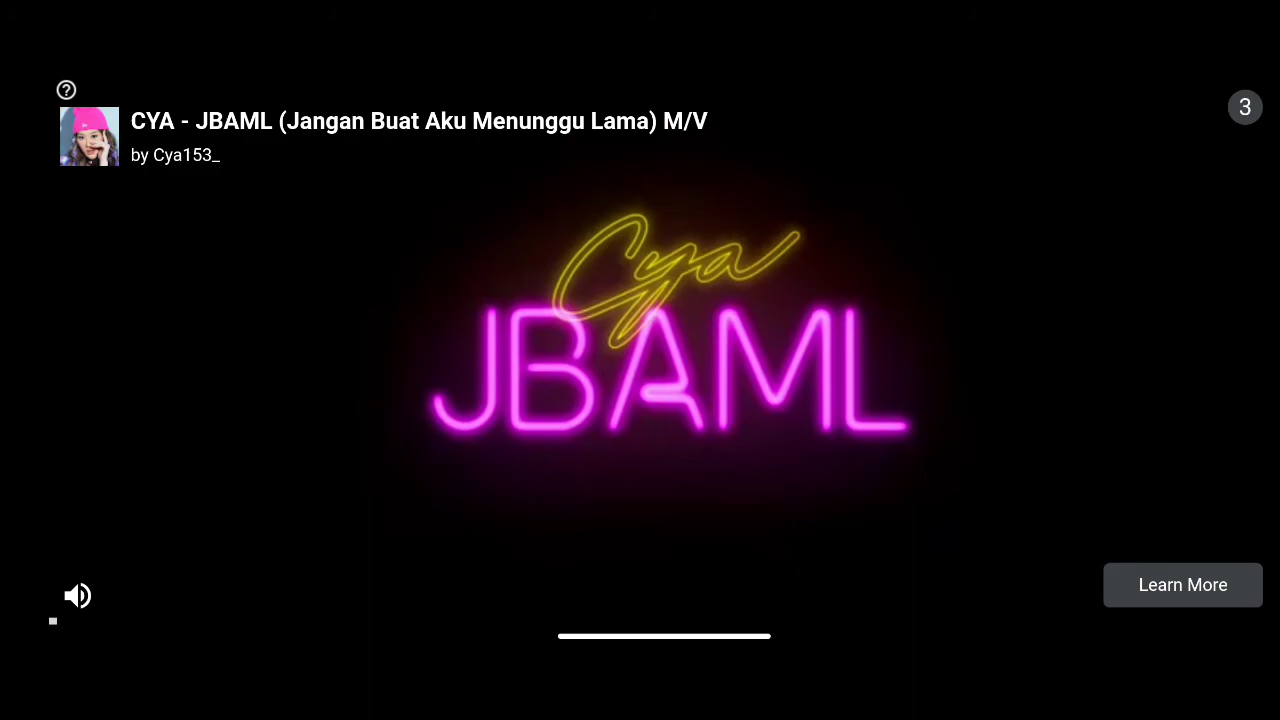 CYA - JBAML (Jangan Buat Aku Menunggu Lama) M/V
3
by Cya153_
Cya
JBAML
Learn More